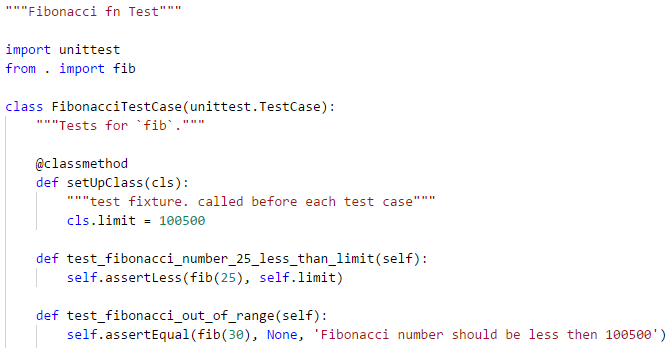 """Fibonacci fn Test"""
import unittest
from . import fib
class FibonacciTestCase(unittest.TestCase):
"""Tests for `fib`."""
@classmethod
def setUpClass(cls):
"""test fixture. called before each test case"""
cls.limit = 100500
def test_fibonacci_number_25_less_than_limit(self):
self.assertLess(fib(25), self.limit)
def test_fibonacci_out_of_range(self):
self.assertEqual(fib(30), None, 'Fibonacci number should be less then 100500')